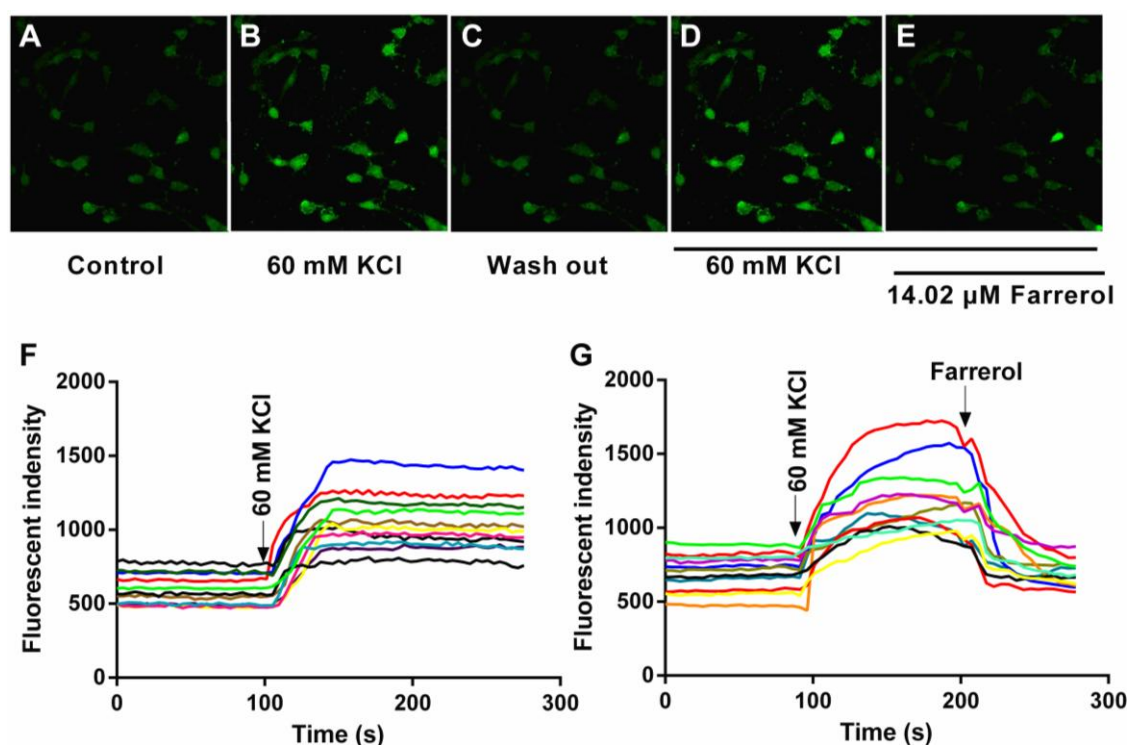 A B C D E
Control 60 mM KCl Wash out 60 mM KCl
14.02 µM Farrerol
F
2000
1500
1000
500
0
0 100 200 300
Fluorescent indensity
Time (s)
60 mM KCl
G
2000
1500
1000
500
0
0 100 200 300
Fluorescent indensity
Time (s)
60 mM KCl
Farrerol